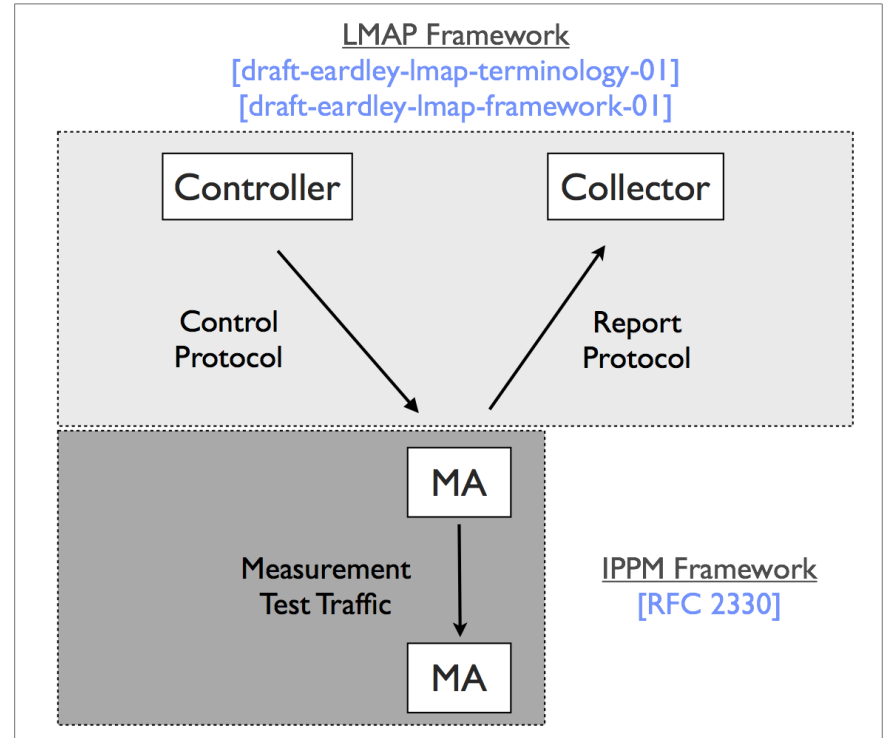 LMAP Framework
[draft-eardley-lmap-terminology-01]
[draft-eardley-lmap-framework-01]
Controller
Collector
Control
Protocol
Report
Protocol
MA
Measurement
Test Traffic
IPPM Framework
[RFC 2330]
MA